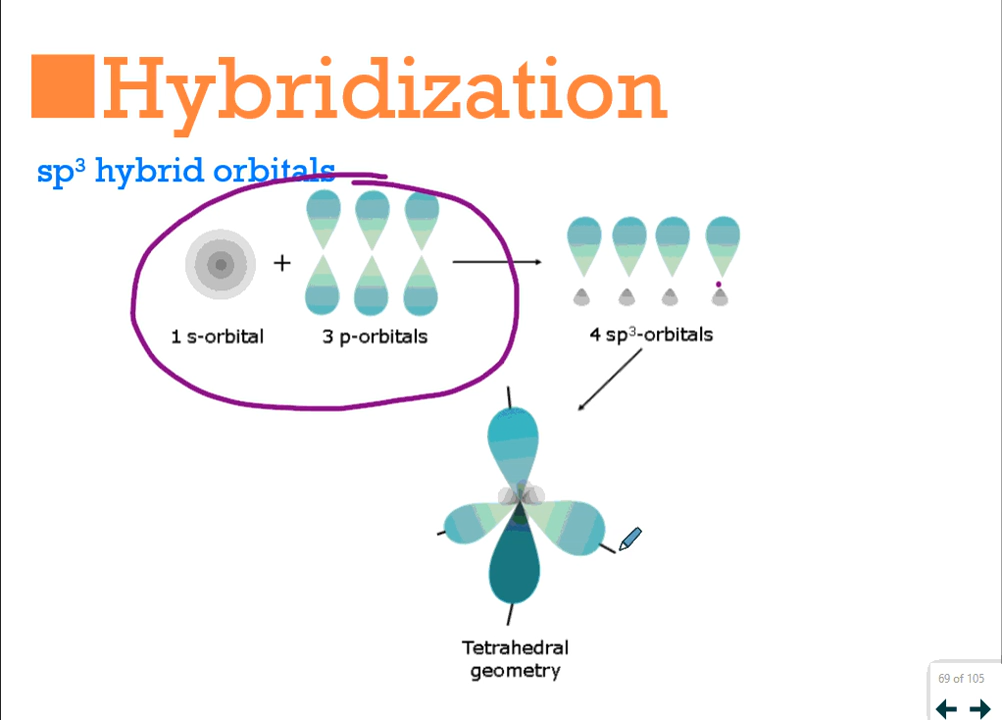 Hybridization
sp³ hybrid orbitals
+
1 s-orbital
3 p-orbitals
4 sp³-orbitals
Tetrahedral
geometry
69 of 105